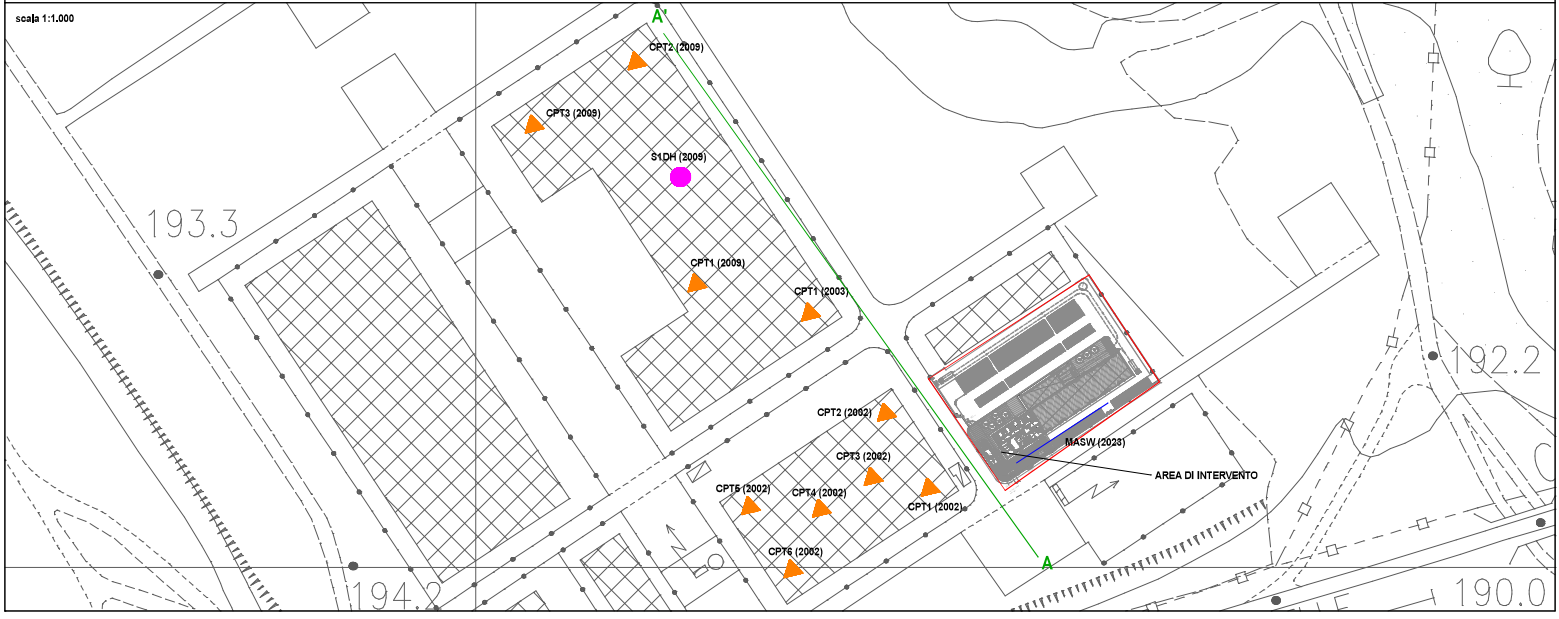 scala 1:1.000
A'
CPT2 (2009)
CPT3 (2009)
S1DH (2009)
193.3
CPT1 (2009)
CPT1 (2003)
192.2
CPT2 (2002)
MASW (2023)
CPT3 (2002)
AREA DI INTERVENTO
CPT5 (2002)
CPT4 (2002)
CPT1 (2002)
CPT6 (2002)
A
194.2
190.0